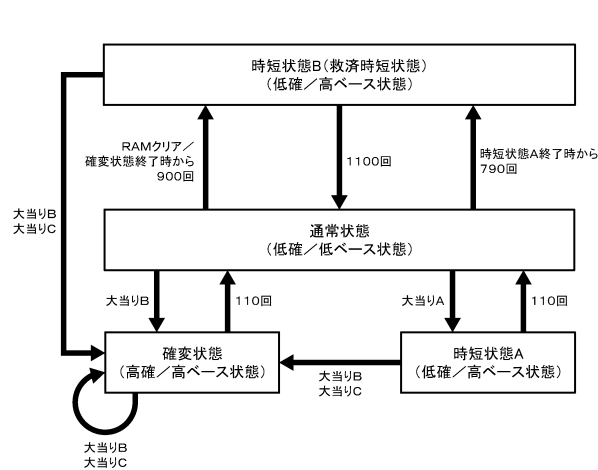 時短状態B（救済時短状態）
（低確／高ベース状態）
RAMクリア／
確変状態終了時から
900回
1100回
時短状態A終了時から
790回
大当りB
大当りC
通常状態
（低確／低ベース状態）
大当りB
110回
大当りA
110回
確変状態
（高確／高ベース状態）
時短状態A
（低確／高ベース状態）
大当りB
大当りC
大当りB
大当りC